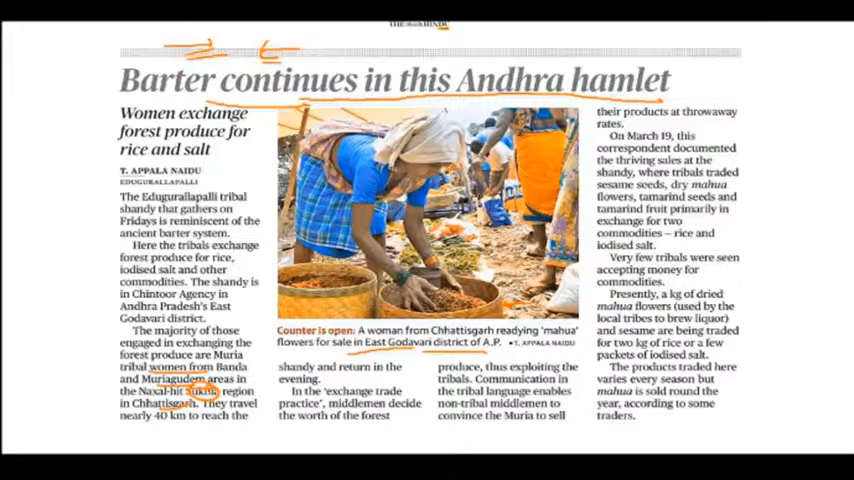 THE HINDU
Barter continues in this Andhra hamlet
Women exchange
forest produce for
rice and salt
T. APPALA NAIDU
EDUGURALLAPALLI
The Edugurallapalli tribal
shandy that gathers on
Fridays is reminiscent of the
ancient barter system.
Here the tribals exchange
forest produce for rice,
iodised salt and other
commodities. The shandy is
in Chintoor Agency in
Andhra Pradesh's East
Godavari district.
The majority of those
engaged in exchanging the
forest produce are Muria
tribal women from Banda
and Muriagudem areas in
the Naxal-hit Sukma region
in Chhattisgarh. They travel
nearly 40 km to reach the
Counter is open: A woman from Chhattisgarh readying 'mahua'
flowers for sale in East Godavari district of A.P. •T. APPALA NAIDU
shandy and return in the
evening.
In the 'exchange trade
practice', middlemen decide
the worth of the forest
produce, thus exploiting the
tribals. Communication in
the tribal language enables
non-tribal middlemen to
convince the Muria to sell
their products at throwaway
rates.
On March 19, this
correspondent documented
the thriving sales at the
shandy, where tribals traded
sesame seeds, dry mahua
flowers, tamarind seeds and
tamarind fruit primarily in
exchange for two
commodities – rice and
iodised salt.
Very few tribals were seen
accepting money for
commodities.
Presently, a kg of dried
mahua flowers (used by the
local tribes to brew liquor)
and sesame are being traded
for two kg of rice or a few
packets of iodised salt.
The products traded here
varies every season but
mahua is sold round the
year, according to some
traders.